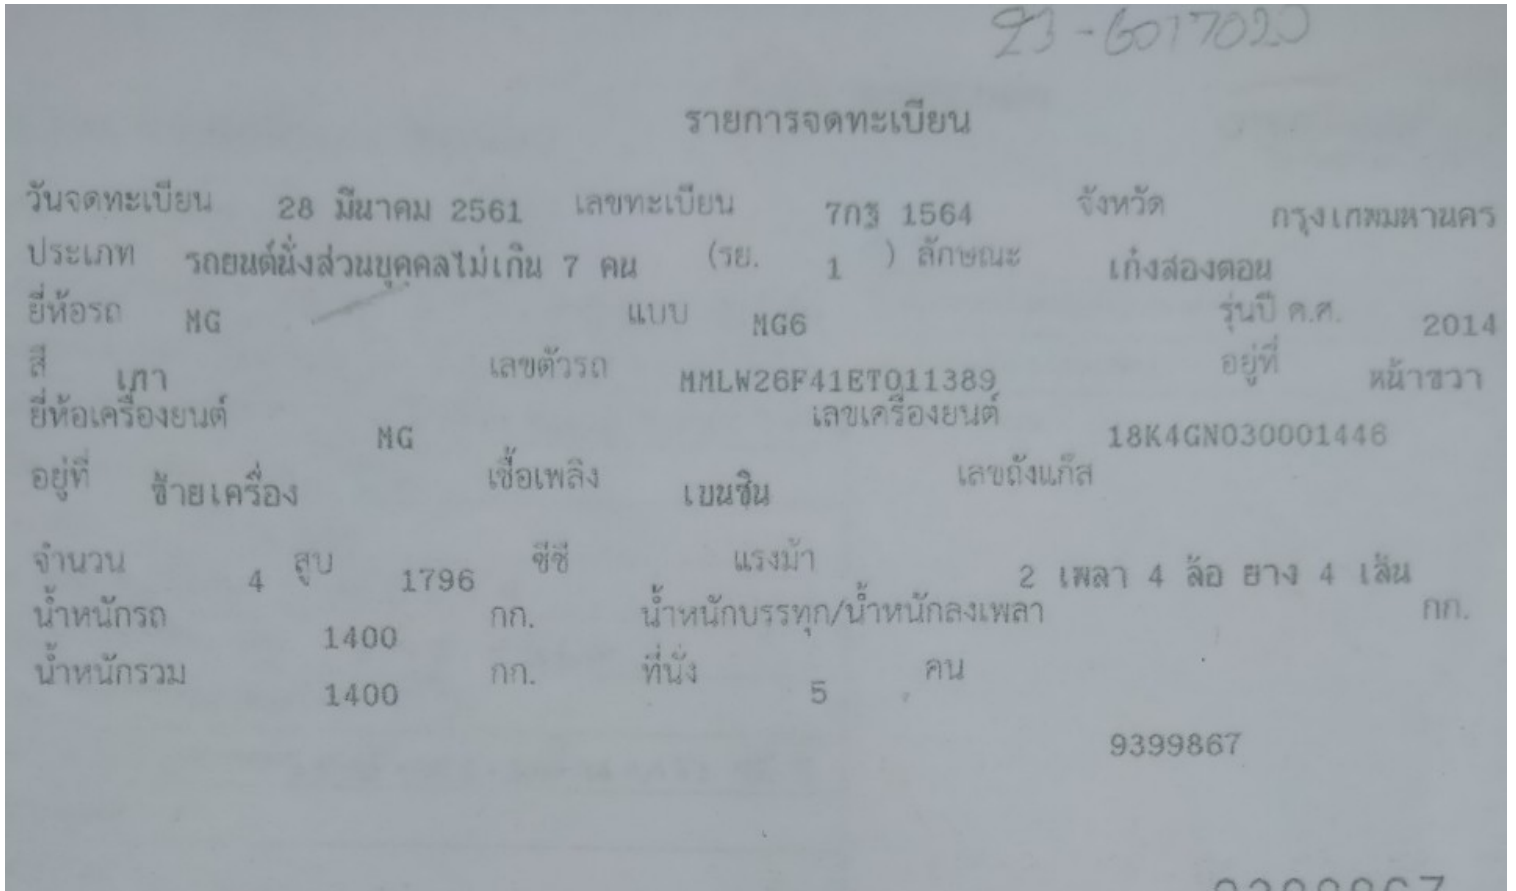 23-6017020
รายการจดทะเบียน
วันจดทะเบียน 28 มีนาคม 2561 เลขทะเบียน 7กฐ 1564 จังหวัด กรุงเทพมหานคร
ประเภท รถยนต์นั่งส่วนบุคคลไม่เกิน 7 คน (รย. 1 ) ลักษณะ เก๋งสองตอน
ยี่ห้อรถ MG แบบ MG6 รุ่นปี ค.ศ. 2014
สี เทา เลขตัวรถ MMLW26F41ET011389 อยู่ที่ หน้าขวา
ยี่ห้อเครื่องยนต์ MG เลขเครื่องยนต์ 18K4GN030001446
อยู่ที่ ซ้ายเครื่อง เชื้อเพลิง เบนซิน เลขถังแก๊ส
จำนวน 4 สูบ 1796 ซีซี แรงม้า 2 เพลา 4 ล้อ ยาง 4 เส้น
น้ำหนักรถ 1400 กก. น้ำหนักบรรทุก/น้ำหนักลงเพลา กก.
น้ำหนักรวม 1400 กก. ที่นั่ง 5 คน
9399867